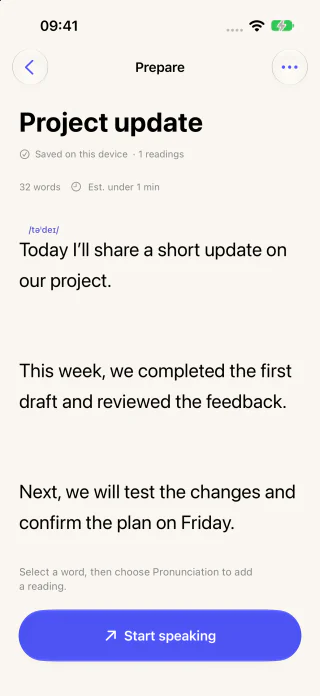 09:41
Prepare
Project update
Saved on this device · 1 readings
32 words Est. under 1 min
/təˈdeɪ/
Today I’ll share a short update on
our project.
This week, we completed the first
draft and reviewed the feedback.
Next, we will test the changes and
confirm the plan on Friday.
Select a word, then choose Pronunciation to add
a reading.
Start speaking